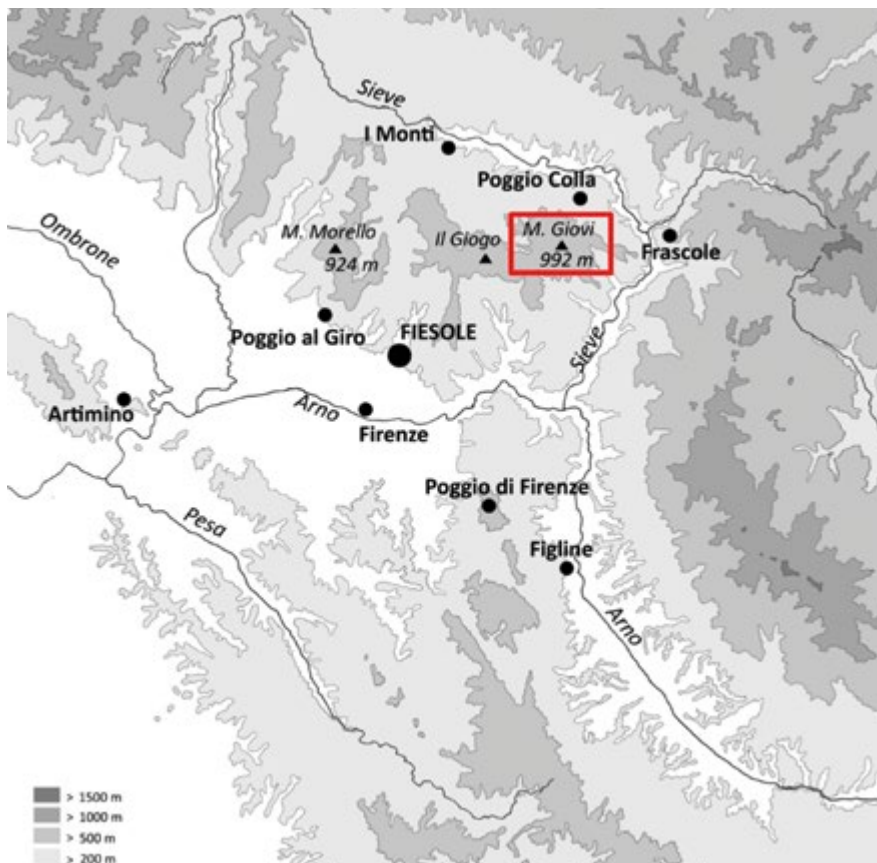 Sieve
I Monti
Poggio Colla
Ombrone
M. Morello
924 m
Il Giogo
M. Giovi
992 m
Frascole
Poggio al Giro
FIESOLE
Sieve
Artimino
Arno
Firenze
Poggio di Firenze
Pesa
Figline
Arno
> 1500 m
> 1000 m
> 500 m
> 200 m